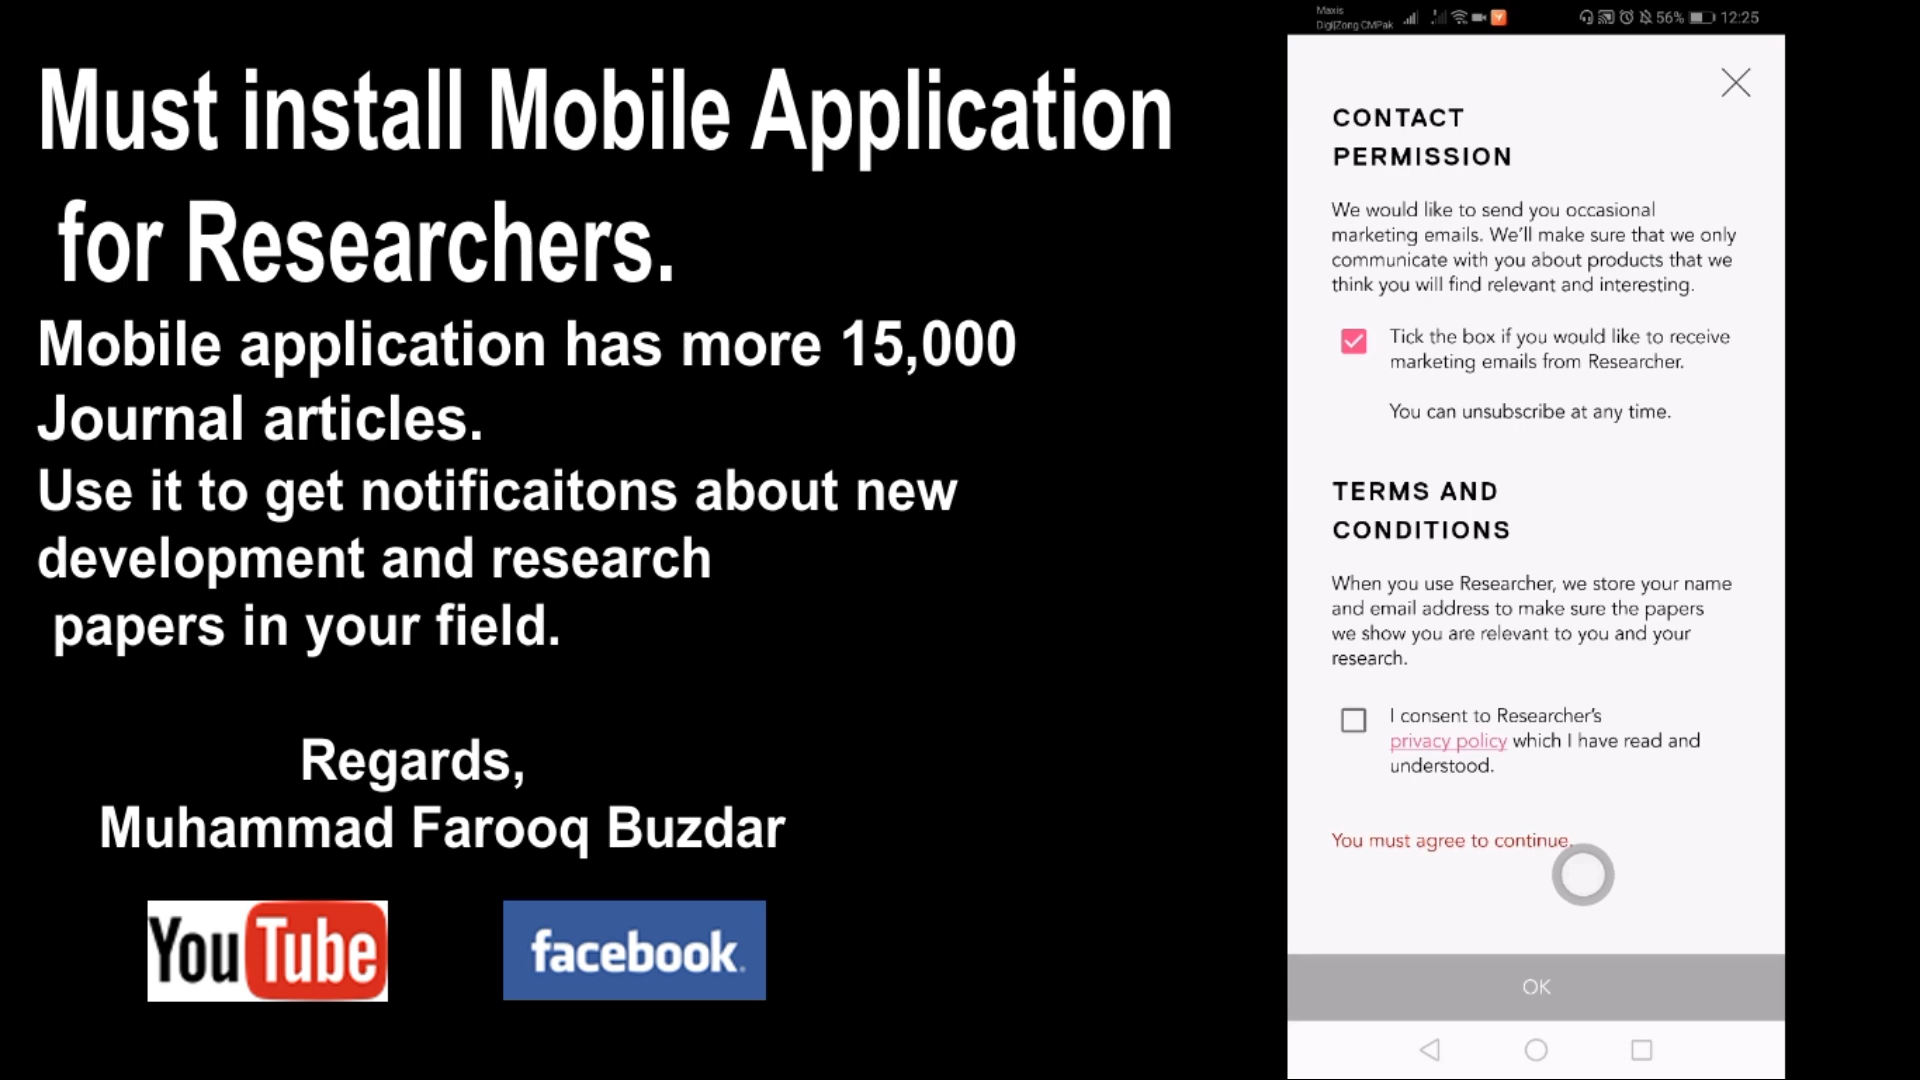 Must install Mobile Application
for Researchers.
Mobile application has more 15,000
Journal articles.
Use it to get notificaitons about new
development and research
papers in your field.
Regards,
Muhammad Farooq Buzdar
YouTube
facebook.
Maxis
Digi|Zong CMPak
56% 12:25
CONTACT
PERMISSION
We would like to send you occasional
marketing emails. We'll make sure that we only
communicate with you about products that we
think you will find relevant and interesting.
Tick the box if you would like to receive
marketing emails from Researcher.
You can unsubscribe at any time.
TERMS AND
CONDITIONS
When you use Researcher, we store your name
and email address to make sure the papers
we show you are relevant to you and your
research.
I consent to Researcher's
privacy policy which I have read and
understood.
You must agree to continue.
OK